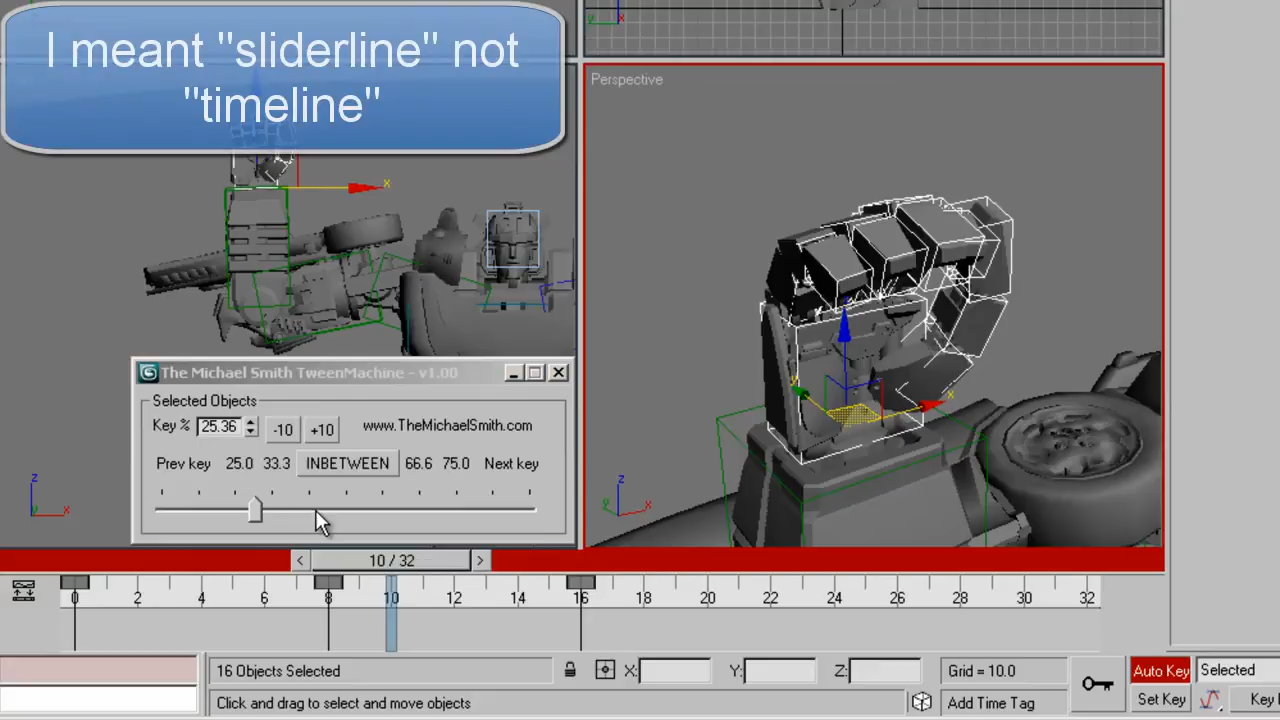 I meant "sliderline" not
"timeline"
y x
Perspective
x
The Michael Smith TweenMachine - v1.00
Selected Objects
Key % 25.36 -10 +10 www.TheMichaelSmith.com
Prev key 25.0 33.3 INBETWEEN 66.6 75.0 Next key
z
y x
x
y
z
y x
< 10 / 32 >
0 2 4 6 8 10 12 14 16 18 20 22 24 26 28 30 32
16 Objects Selected X: Y: Z: Grid = 10.0 Auto Key Selected
Click and drag to select and move objects Add Time Tag Set Key Key